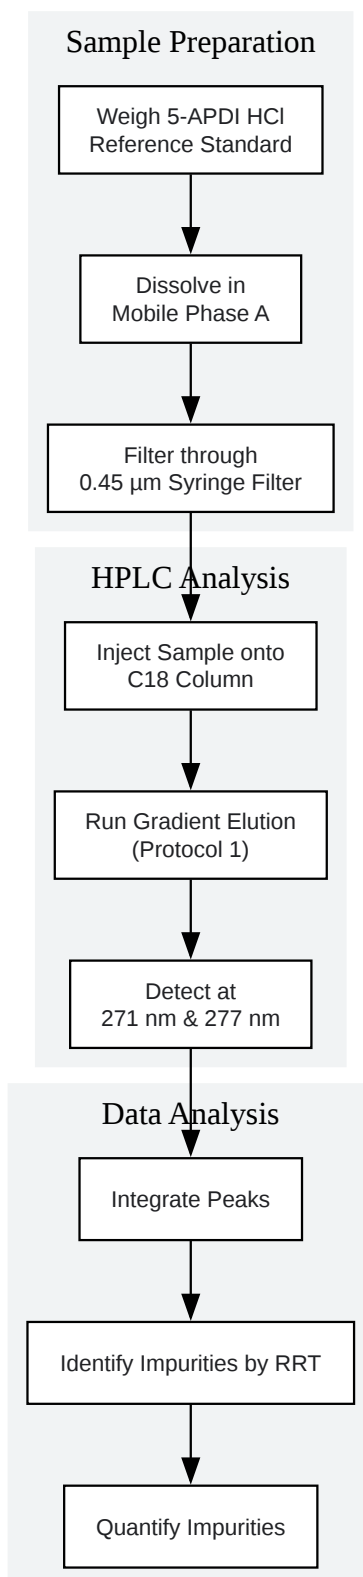 Sample Preparation
Weigh 5-APDI HCl
Reference Standard
Dissolve in
Mobile Phase A
Filter through
0.45 µm Syringe Filter
HPLC Analysis
Inject Sample onto
C18 Column
Run Gradient Elution
(Protocol 1)
Detect at
271 nm & 277 nm
Data Analysis
Integrate Peaks
Identify Impurities by RRT
Quantify Impurities